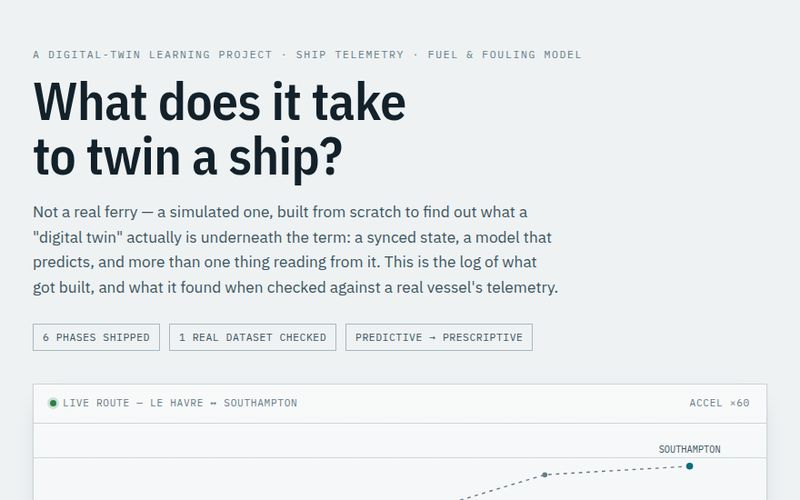 A DIGITAL-TWIN LEARNING PROJECT · SHIP TELEMETRY · FUEL & FOULING MODEL
What does it take
to twin a ship?
Not a real ferry — a simulated one, built from scratch to find out what a
"digital twin" actually is underneath the term: a synced state, a model that
predicts, and more than one thing reading from it. This is the log of what
got built, and what it found when checked against a real vessel's telemetry.
6 PHASES SHIPPED
1 REAL DATASET CHECKED
PREDICTIVE → PRESCRIPTIVE
LIVE ROUTE — LE HAVRE ↔ SOUTHAMPTON
ACCEL ×60
SOUTHAMPTON